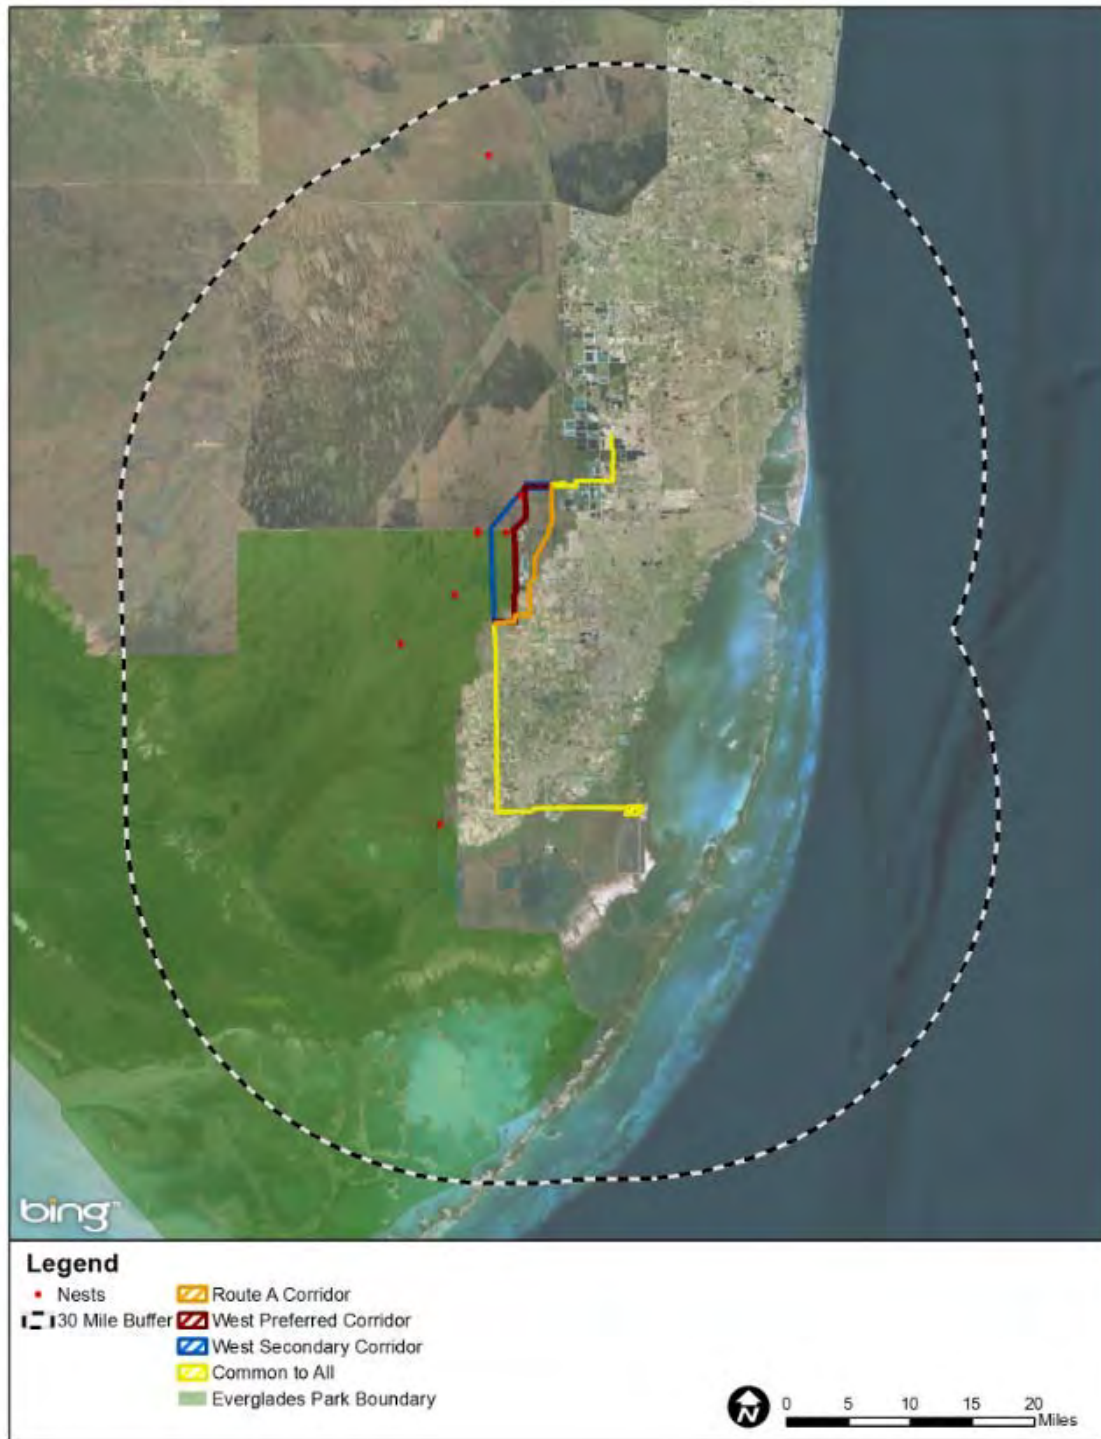 bing™
Legend
Nests
30 Mile Buffer
Route A Corridor
West Preferred Corridor
West Secondary Corridor
Common to All
Everglades Park Boundary
N
0 5 10 15 20
Miles